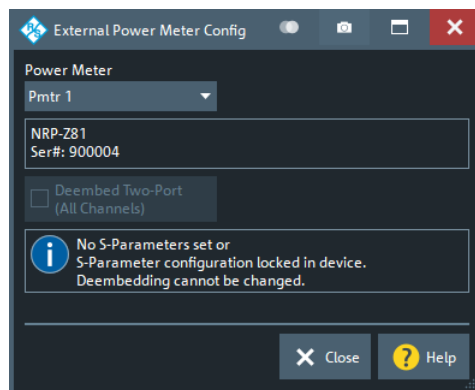 External Power Meter Config
Power Meter
Pmtr 1
NRP-Z81
Ser#: 900004
Deembed Two-Port
(All Channels)
No S-Parameters set or
S-Parameter configuration locked in device.
Deembedding cannot be changed.
Close
Help